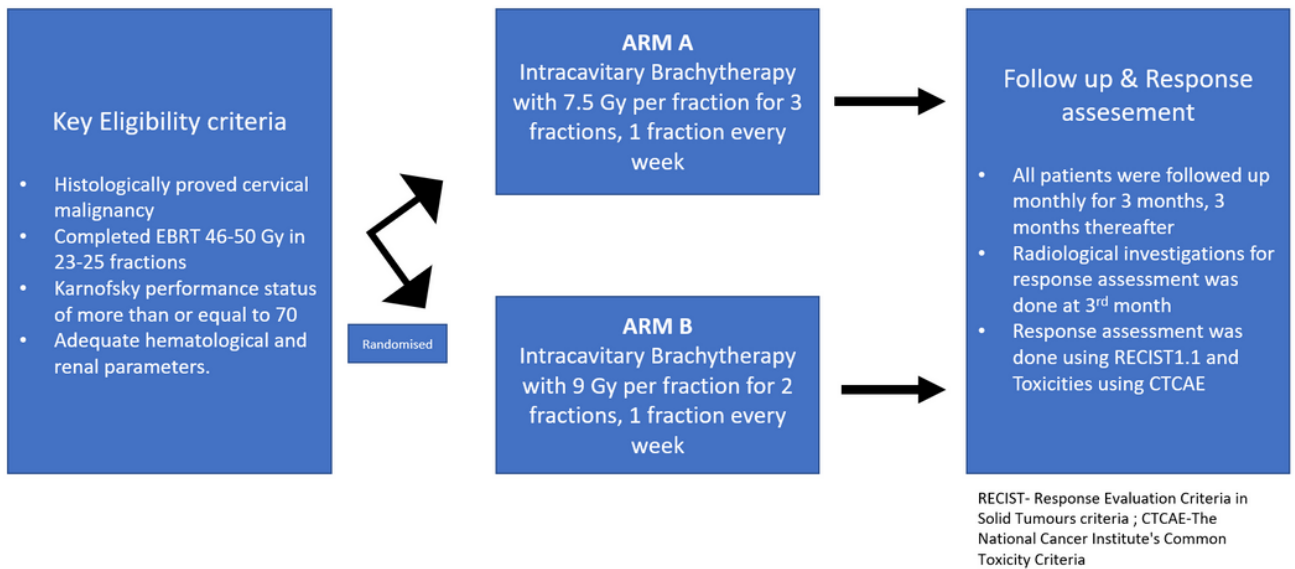 Key Eligibility criteria
• Histologically proved cervical
malignancy
• Completed EBRT 46-50 Gy in
23-25 fractions
• Karnofsky performance status
of more than or equal to 70
• Adequate hematological and
renal parameters.
Randomised
ARM A
Intracavitary Brachytherapy
with 7.5 Gy per fraction for 3
fractions, 1 fraction every
week
ARM B
Intracavitary Brachytherapy
with 9 Gy per fraction for 2
fractions, 1 fraction every
week
Follow up & Response
assesement
• All patients were followed up
monthly for 3 months, 3
months thereafter
• Radiological investigations for
response assessment was
done at 3rd month
• Response assessment was
done using RECIST1.1 and
Toxicities using CTCAE
RECIST- Response Evaluation Criteria in
Solid Tumours criteria ; CTCAE-The
National Cancer Institute's Common
Toxicity Criteria